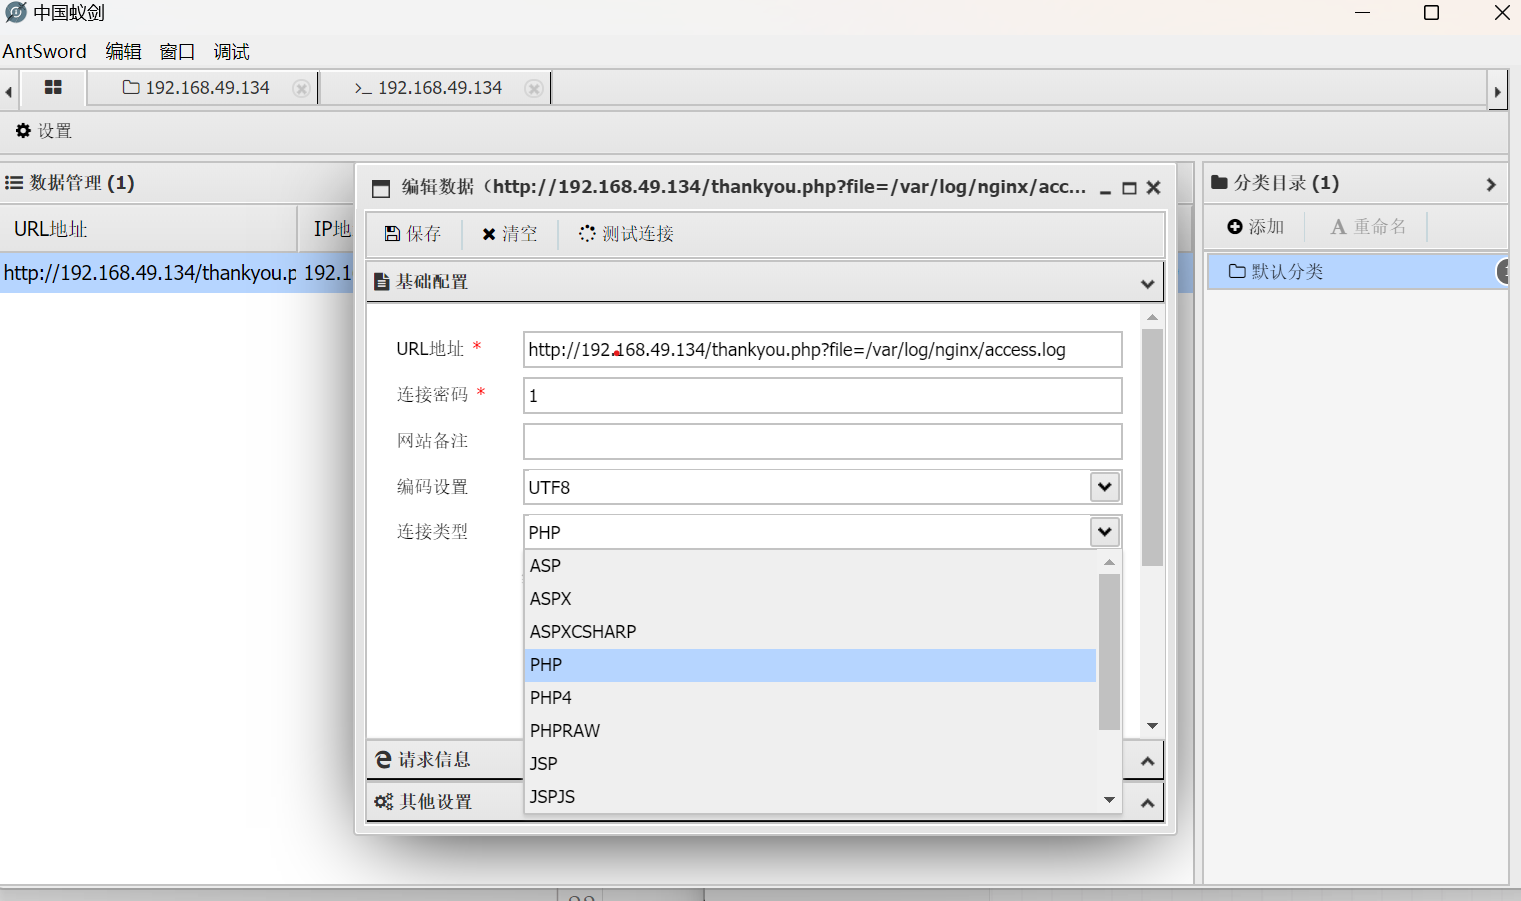 中国蚁剑
AntSword 编辑 窗口 调试
192.168.49.134 >_ 192.168.49.134
设置
数据管理 (1)
URL地址 IP地
http://192.168.49.134/thankyou.p 192.1
编辑数据（http://192.168.49.134/thankyou.php?file=/var/log/nginx/acc...
保存 清空 测试连接
基础配置
URL地址 * http://192.168.49.134/thankyou.php?file=/var/log/nginx/access.log
连接密码 * 1
网站备注
编码设置 UTF8
连接类型 PHP
ASP
ASPX
ASPXCSHARP
PHP
PHP4
PHPRAW
JSP
JSPJS
请求信息
其他设置
分类目录 (1)
添加 重命名
默认分类 1